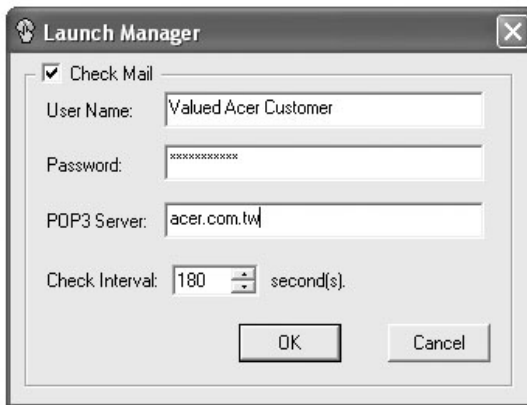 Launch Manager
Check Mail
User Name: Valued Acer Customer
Password: ***********
POP3 Server: acer.com.tw
Check Interval: 180 second(s).
OK Cancel